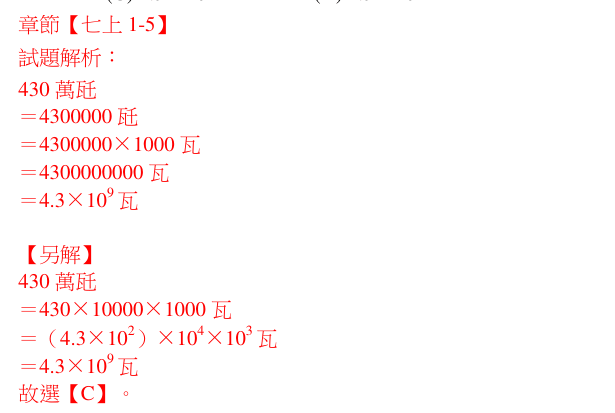 章節【七上 1-5】
試題解析：
430 萬瓩
＝4300000 瓩
＝4300000×1000 瓦
＝4300000000 瓦
＝4.3×10⁹ 瓦
【另解】
430 萬瓩
＝430×10000×1000 瓦
＝（4.3×10²）×10⁴×10³ 瓦
＝4.3×10⁹ 瓦
故選【C】。